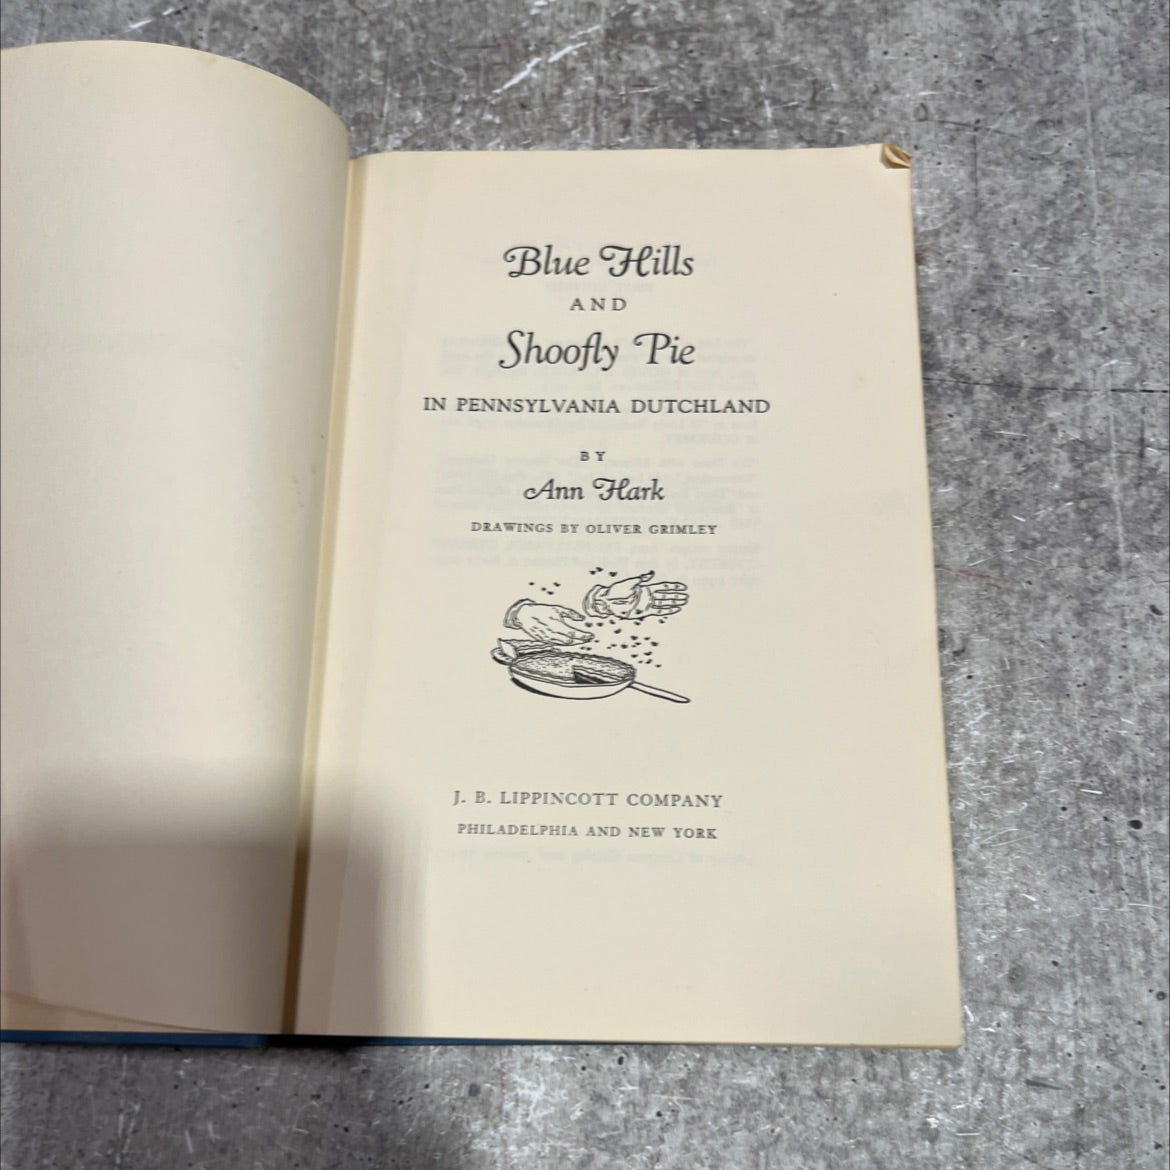 Blue Hills
AND
Shoofly Pie
IN PENNSYLVANIA DUTCHLAND
BY
Ann Hark
DRAWINGS BY OLIVER GRIMLEY
J. B. LIPPINCOTT COMPANY
PHILADELPHIA AND NEW YORK